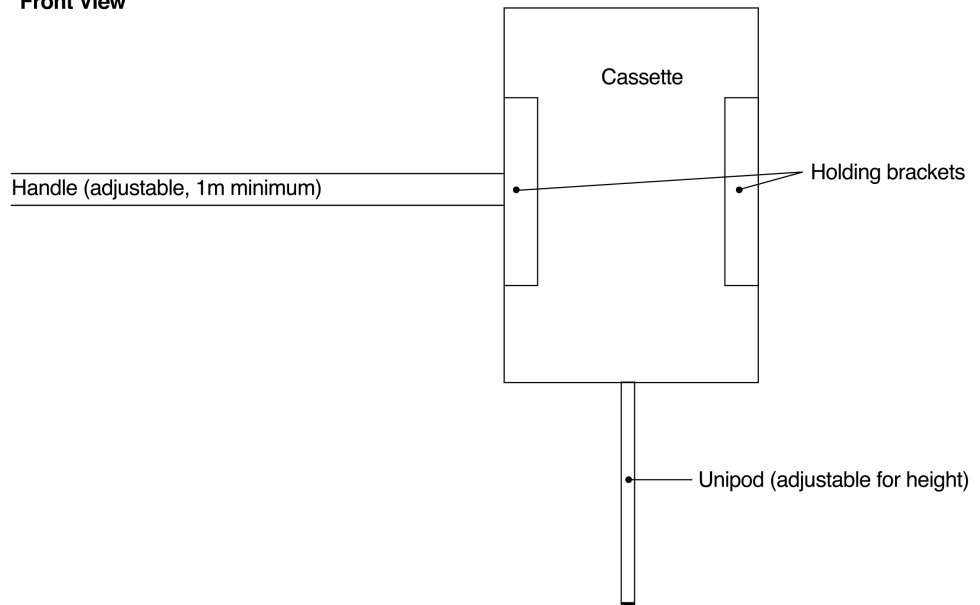 Front View
Cassette
Holding brackets
Handle (adjustable, 1m minimum)
Unipod (adjustable for height)